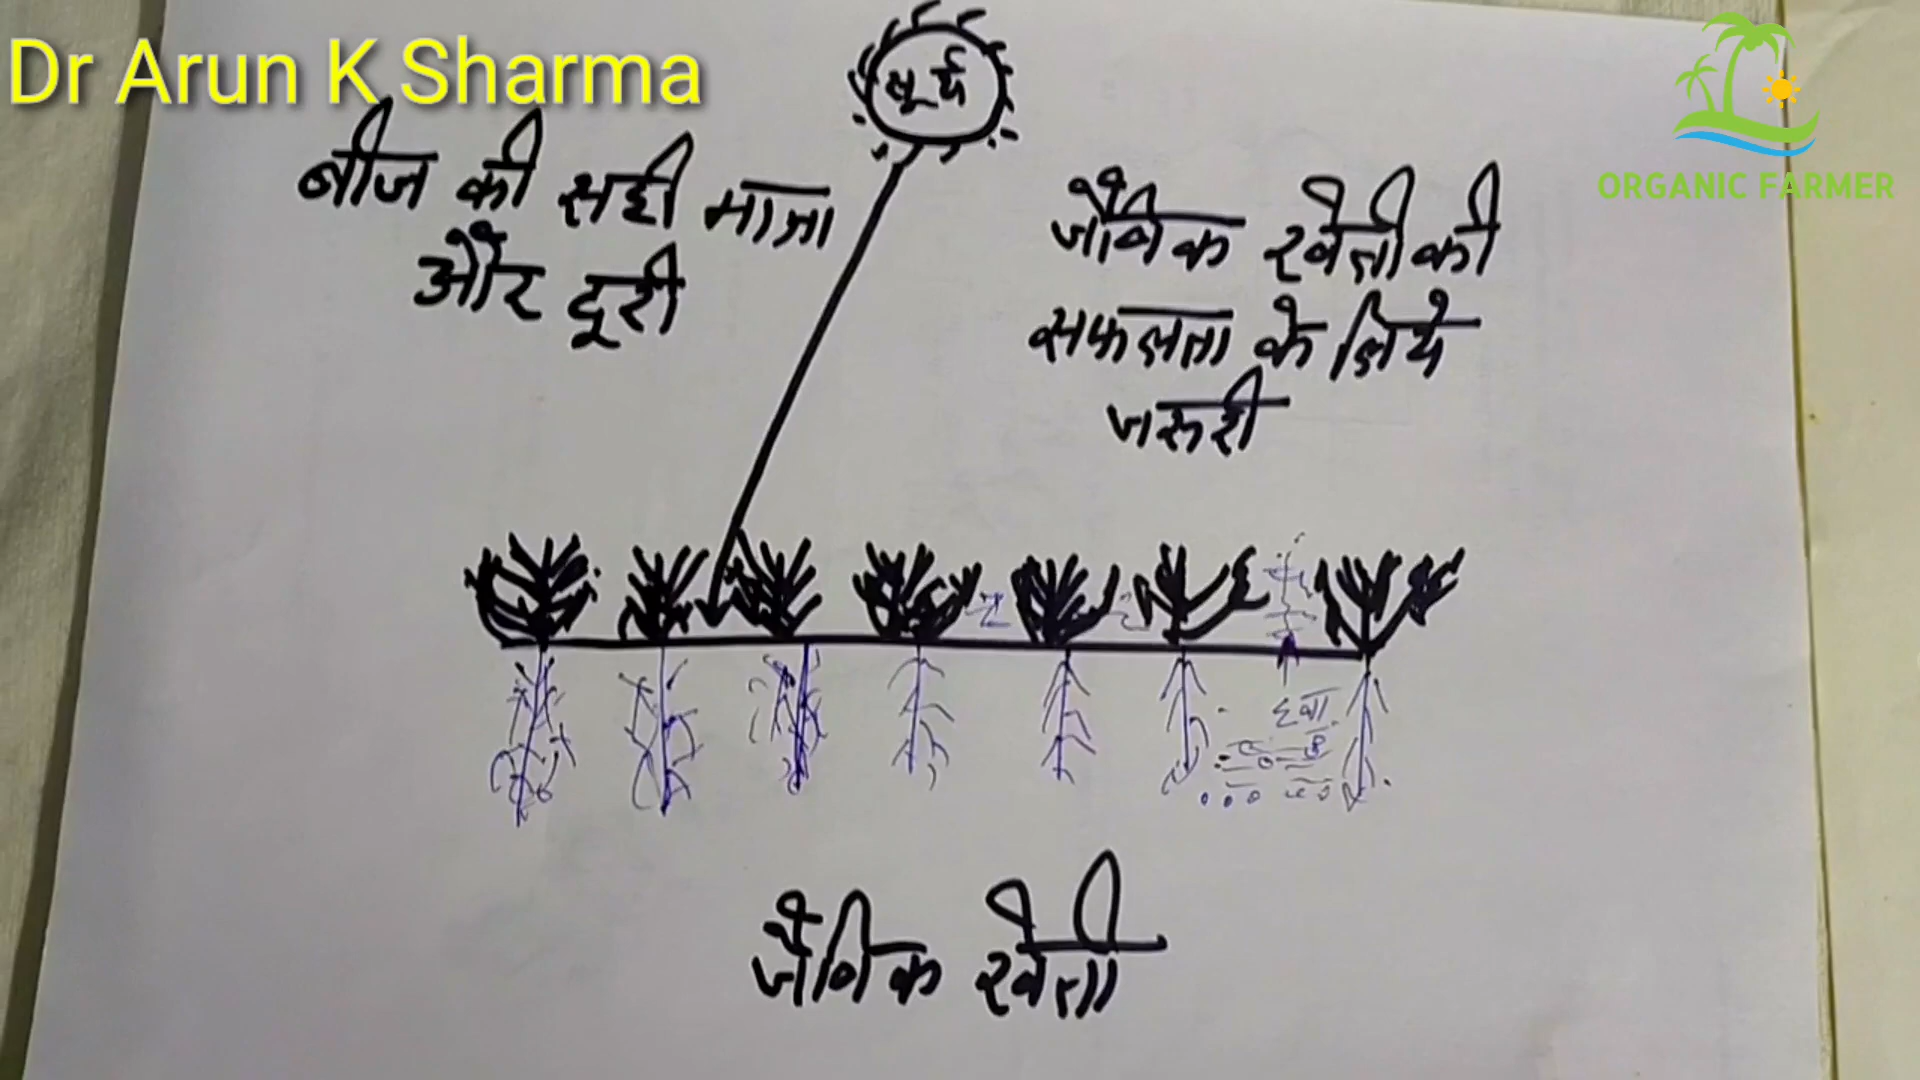 Dr Arun K Sharma
ORGANIC FARMER
सूर्य
बीज की सही मात्रा
और दूरी
जैविक खेती की
सफलता के लिये
जरुरी
हवा
जैविक खेती